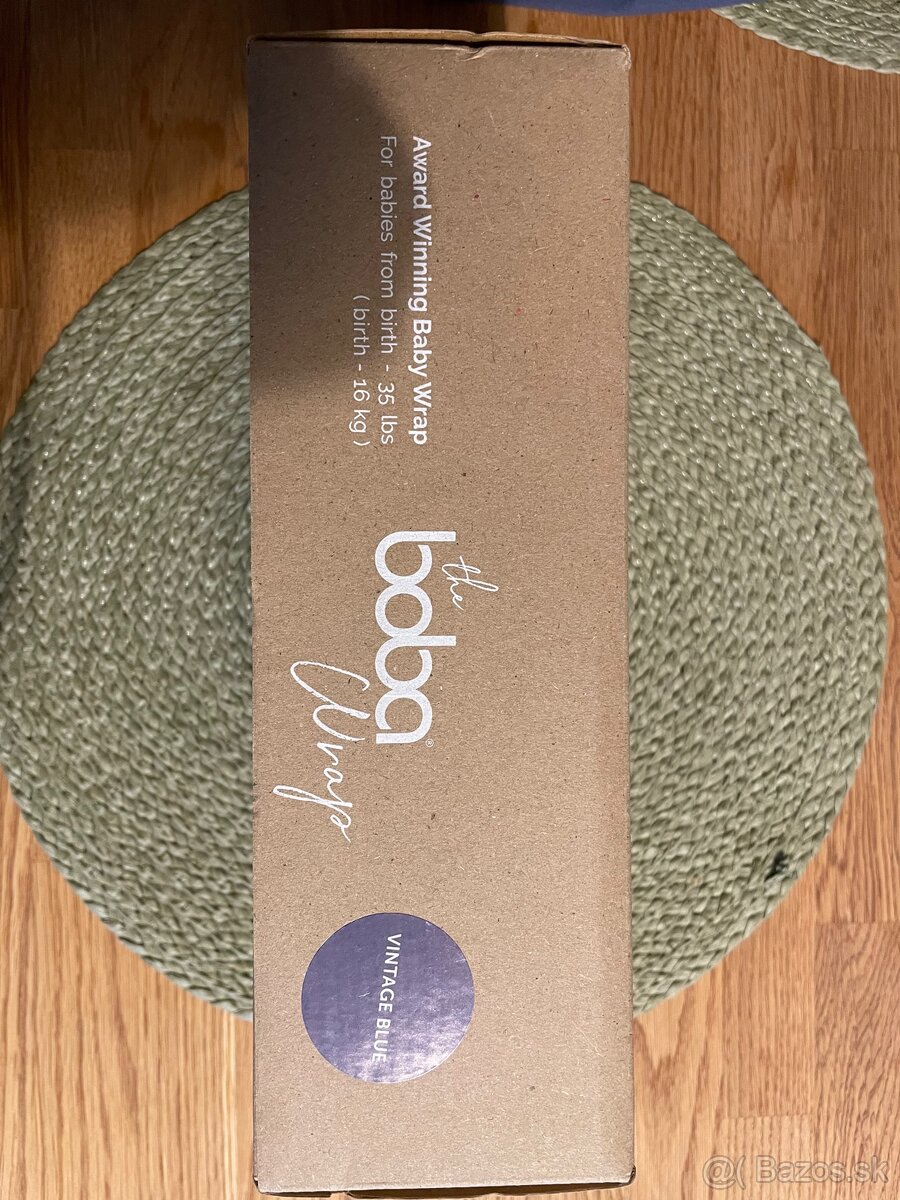 Award Winning Baby Wrap
For babies from birth - 35 lbs
( birth - 16 kg )
the
boba®
Wrap
VINTAGE BLUE
@( Bazos.sk